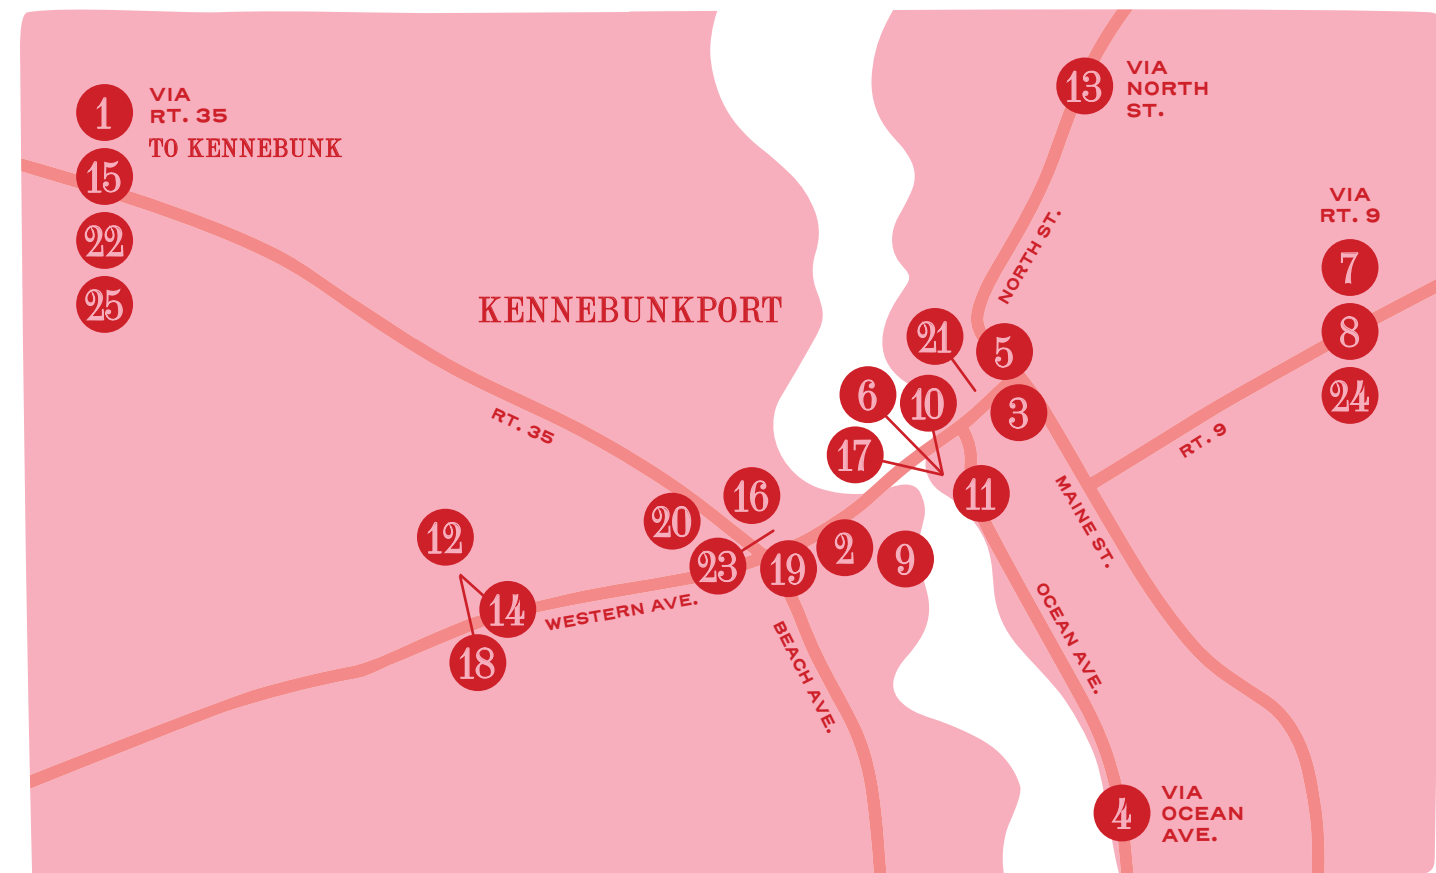 1
VIA
RT. 35
TO KENNEBUNK
15
22
25
13
VIA
NORTH
ST.
VIA
RT. 9
7
8
24
NORTH ST.
KENNEBUNKPORT
21
5
6
10
3
17
RT. 35
RT. 9
11
16
20
12
23
19
2
9
MAINE ST.
14
WESTERN AVE.
18
BEACH AVE.
OCEAN AVE.
4
VIA
OCEAN
AVE.